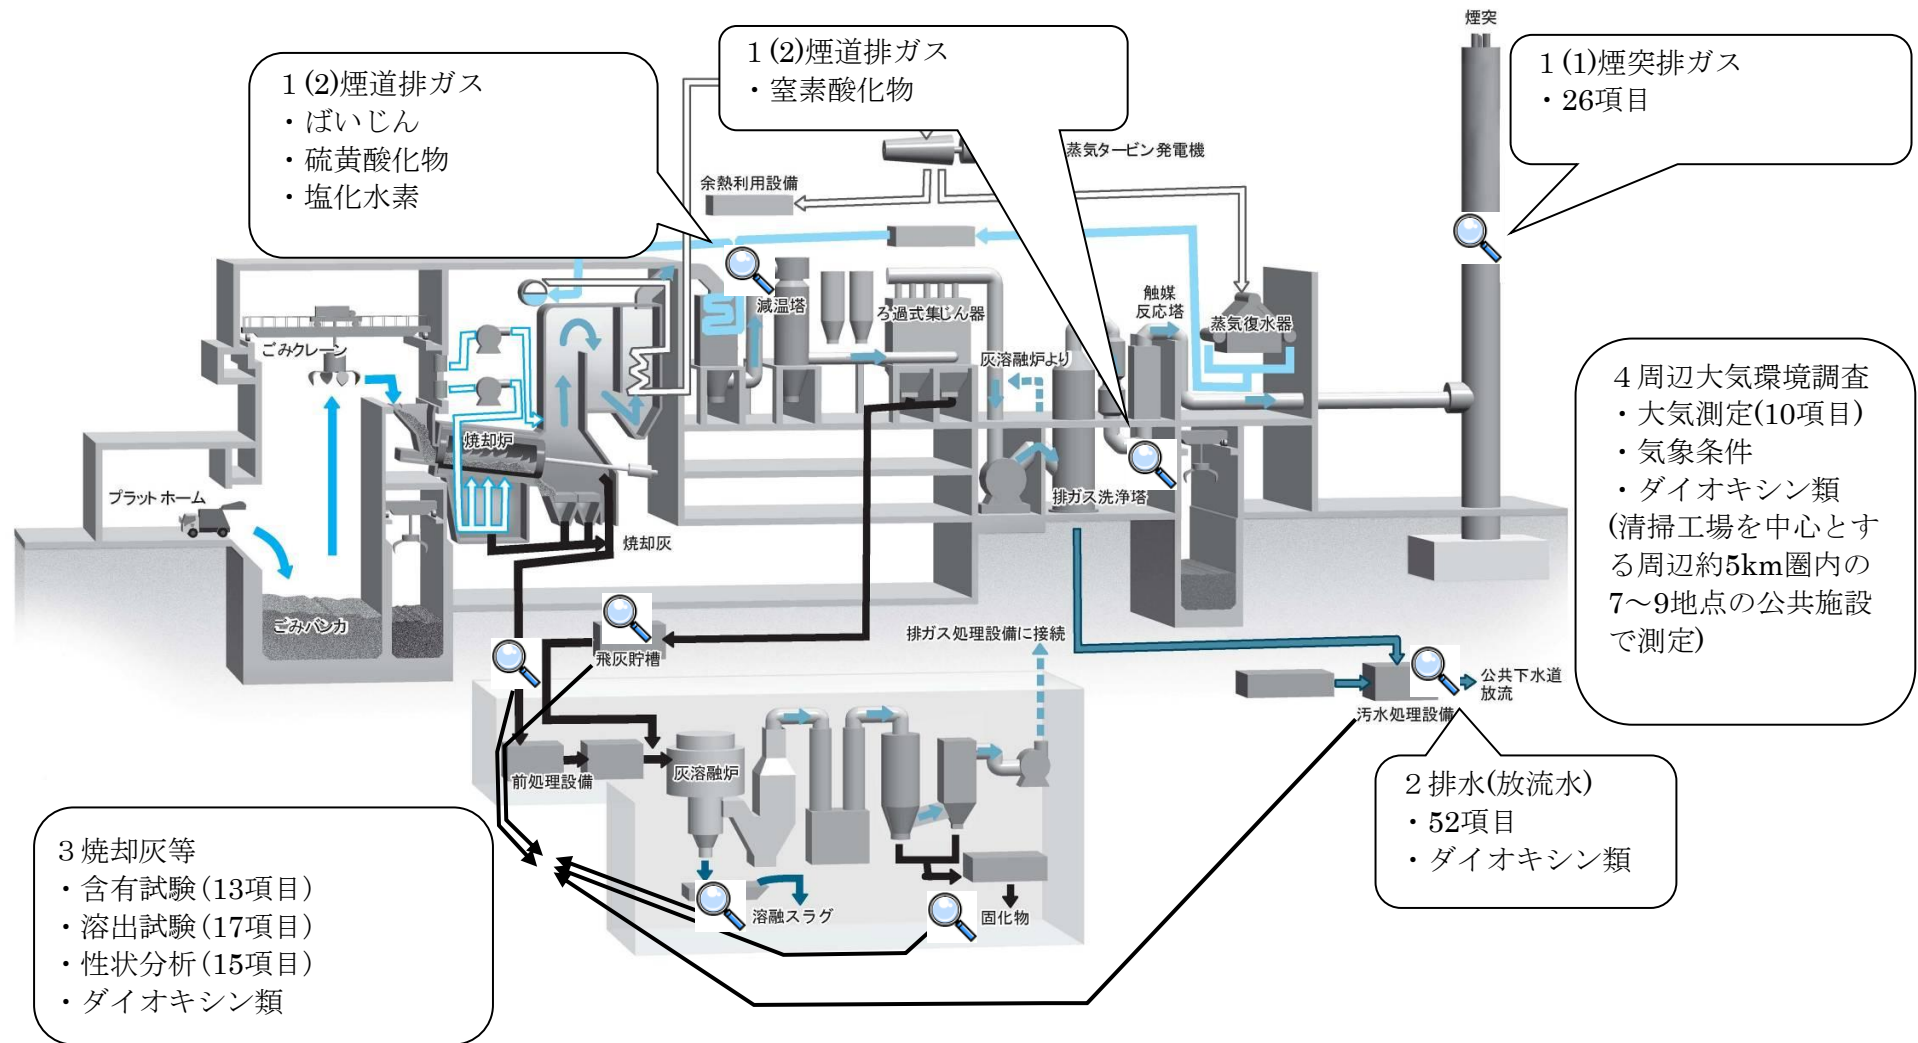 煙突
1(2)煙道排ガス
・ばいじん
・硫黄酸化物
・塩化水素
1(2)煙道排ガス
・窒素酸化物
1(1)煙突排ガス
・26項目
蒸気タービン発電機
余熱利用設備
減温塔
ろ過式集じん器
触媒
反応塔
蒸気復水器
ごみクレーン
灰溶融炉より
焼却炉
プラットホーム
排ガス洗浄塔
焼却灰
ごみバンカ
飛灰貯槽
排ガス処理設備に接続
公共下水道
放流
汚水処理設備
前処理設備
灰溶融炉
溶融スラグ
固化物
4周辺大気環境調査
・大気測定(10項目)
・気象条件
・ダイオキシン類
(清掃工場を中心とす
る周辺約5km圏内の
7～9地点の公共施設
で測定)
2排水(放流水)
・52項目
・ダイオキシン類
3焼却灰等
・含有試験(13項目)
・溶出試験(17項目)
・性状分析(15項目)
・ダイオキシン類